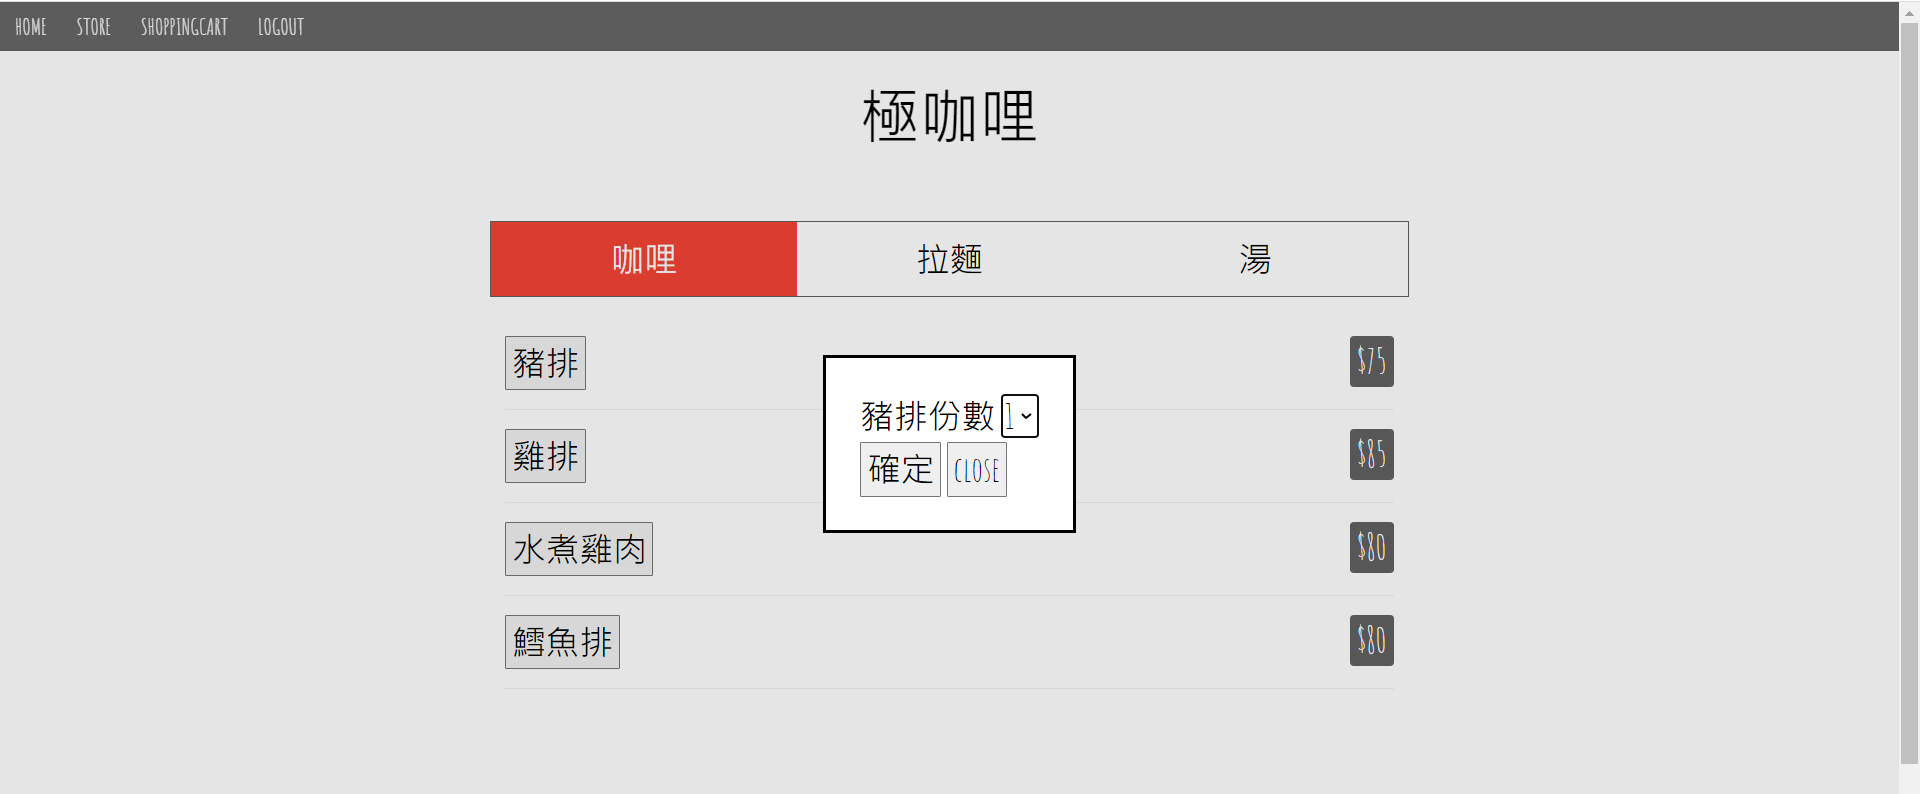 HOME STORE SHOPPINGCART LOGOUT
極咖哩
咖哩 拉麵 湯
豬排 $75
豬排份數 1
雞排 $85
確定 CLOSE
水煮雞肉 $80
鱈魚排 $80